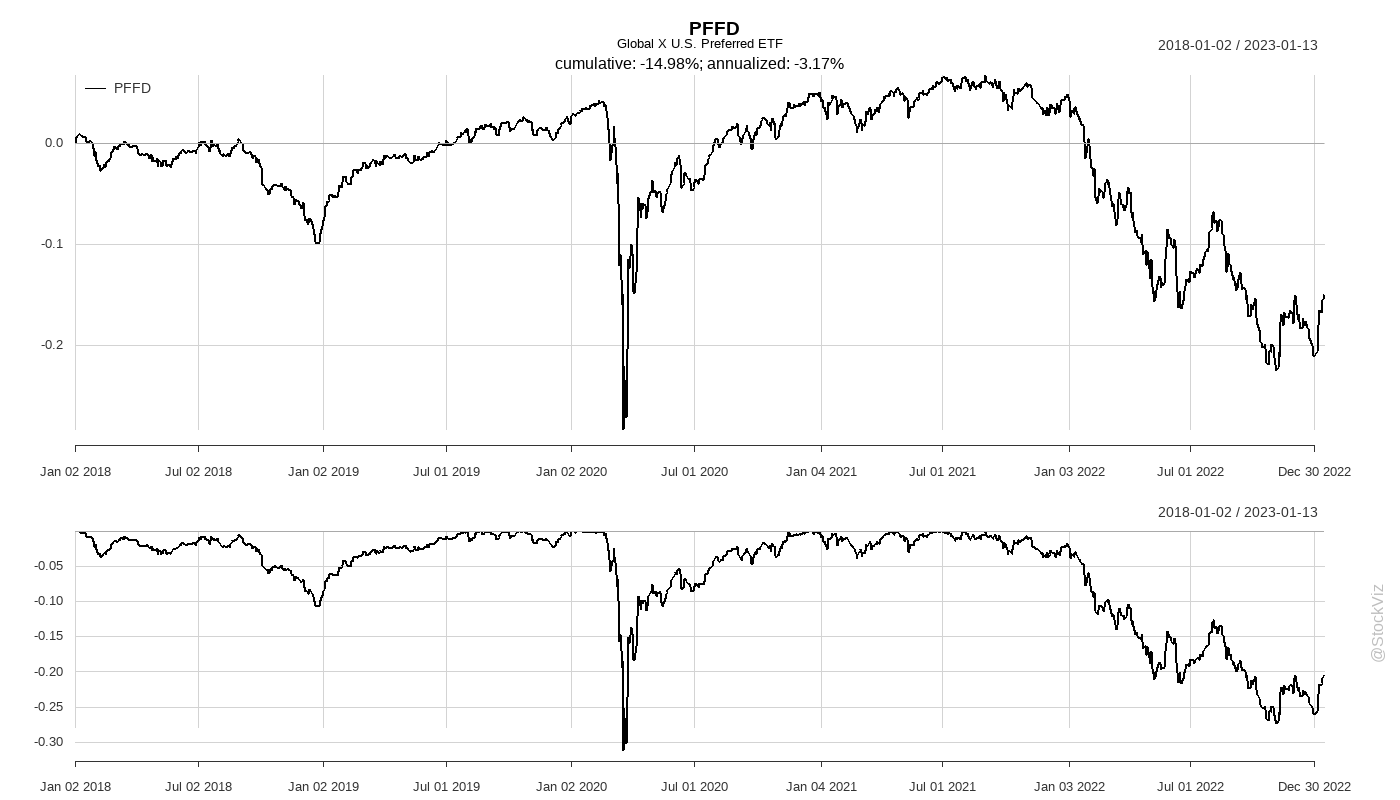 PFFD
Global X U.S. Preferred ETF
2018-01-02 / 2023-01-13
cumulative: -14.98%; annualized: -3.17%
PFFD
0.0
-0.1
-0.2
Jan 02 2018 Jul 02 2018 Jan 02 2019 Jul 01 2019 Jan 02 2020 Jul 01 2020 Jan 04 2021 Jul 01 2021 Jan 03 2022 Jul 01 2022 Dec 30 2022
2018-01-02 / 2023-01-13
-0.05
-0.10
-0.15
-0.20
-0.25
-0.30
Jan 02 2018 Jul 02 2018 Jan 02 2019 Jul 01 2019 Jan 02 2020 Jul 01 2020 Jan 04 2021 Jul 01 2021 Jan 03 2022 Jul 01 2022 Dec 30 2022
@StockViz